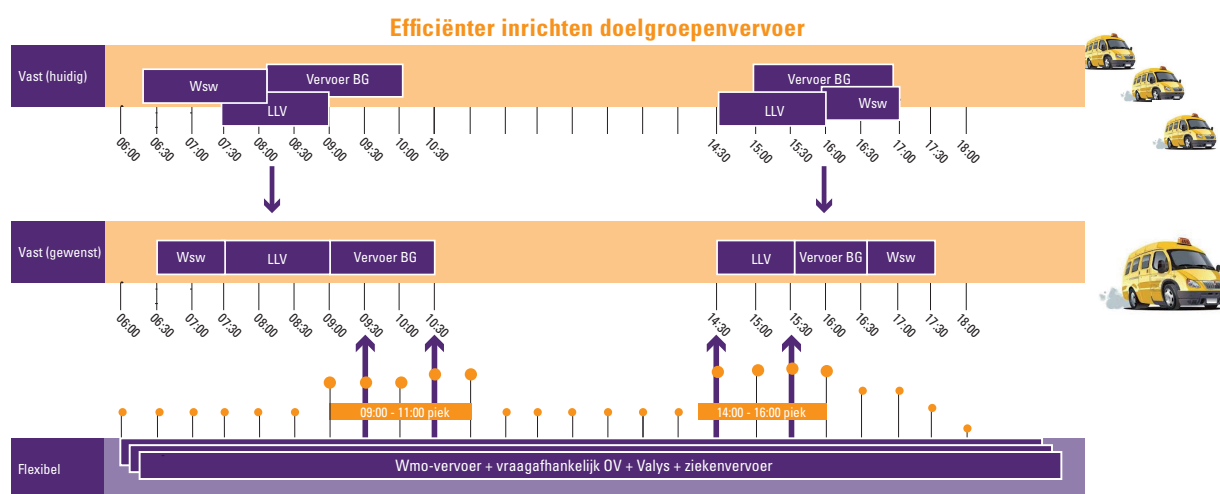 Efficiënter inrichten doelgroepenvervoer
Vast (huidig)
Wsw
Vervoer BG
LLV
Vervoer BG
LLV
Wsw
06:00 06:30 07:00 07:30 08:00 08:30 09:00 09:30 10:00 10:30 14:30 15:00 15:30 16:00 16:30 17:00 17:30 18:00
Vast (gewenst)
Wsw LLV Vervoer BG LLV Vervoer BG Wsw
06:00 06:30 07:00 07:30 08:00 08:30 09:00 09:30 10:00 10:30 14:30 15:00 15:30 16:00 16:30 17:00 17:30 18:00
09:00 - 11:00 piek 14:00 - 16:00 piek
Flexibel
Wmo-vervoer + vraagafhankelijk OV + Valys + ziekenvervoer